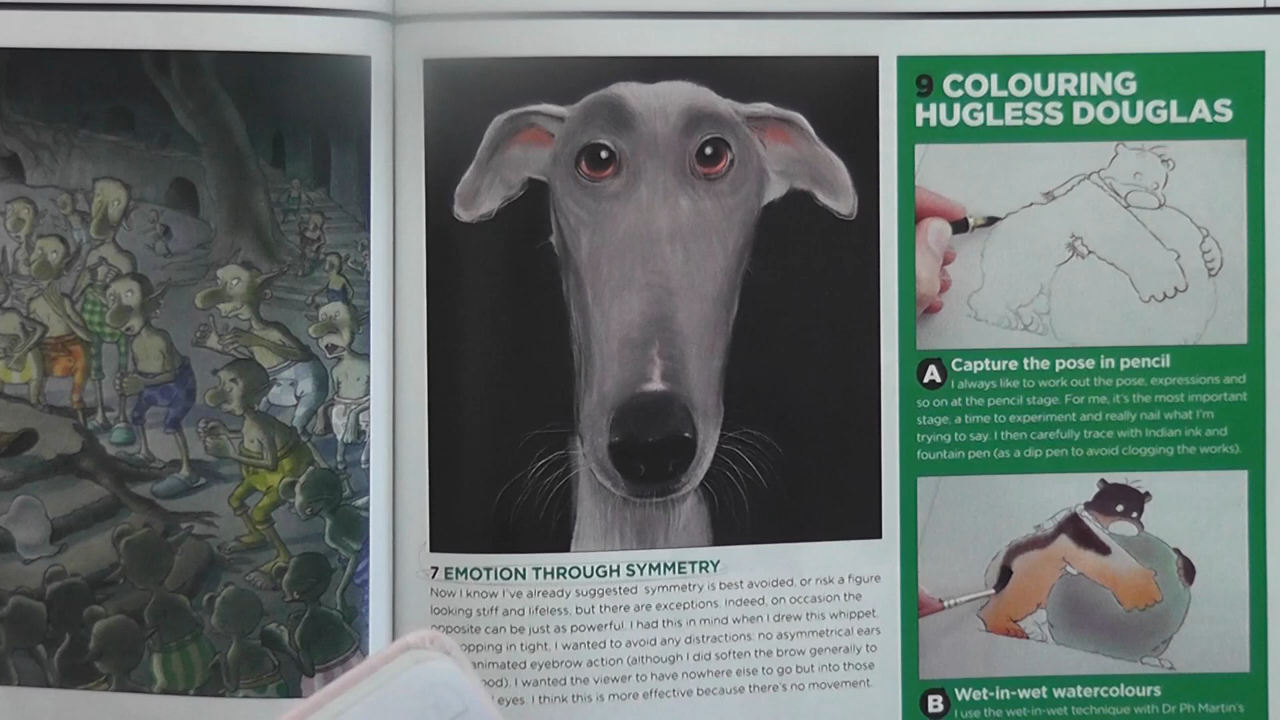 7 EMOTION THROUGH SYMMETRY
Now I know I've already suggested symmetry is best avoided, or risk a figure
looking stiff and lifeless, but there are exceptions. Indeed, on occasion the
opposite can be just as powerful. I had this in mind when I drew this whippet.
opping in tight, I wanted to avoid any distractions: no asymmetrical ears
animated eyebrow action (although I did soften the brow generally to
ood). I wanted the viewer to have nowhere else to go but into those
eyes. I think this is more effective because there's no movement.
9 COLOURING
HUGLESS DOUGLAS
A Capture the pose in pencil
I always like to work out the pose, expressions and
so on at the pencil stage. For me, it's the most important
stage, a time to experiment and really nail what I'm
trying to say. I then carefully trace with Indian ink and
fountain pen (as a dip pen to avoid clogging the works).
B Wet-in-wet watercolours
I use the wet-in-wet technique with Dr Ph Martin's